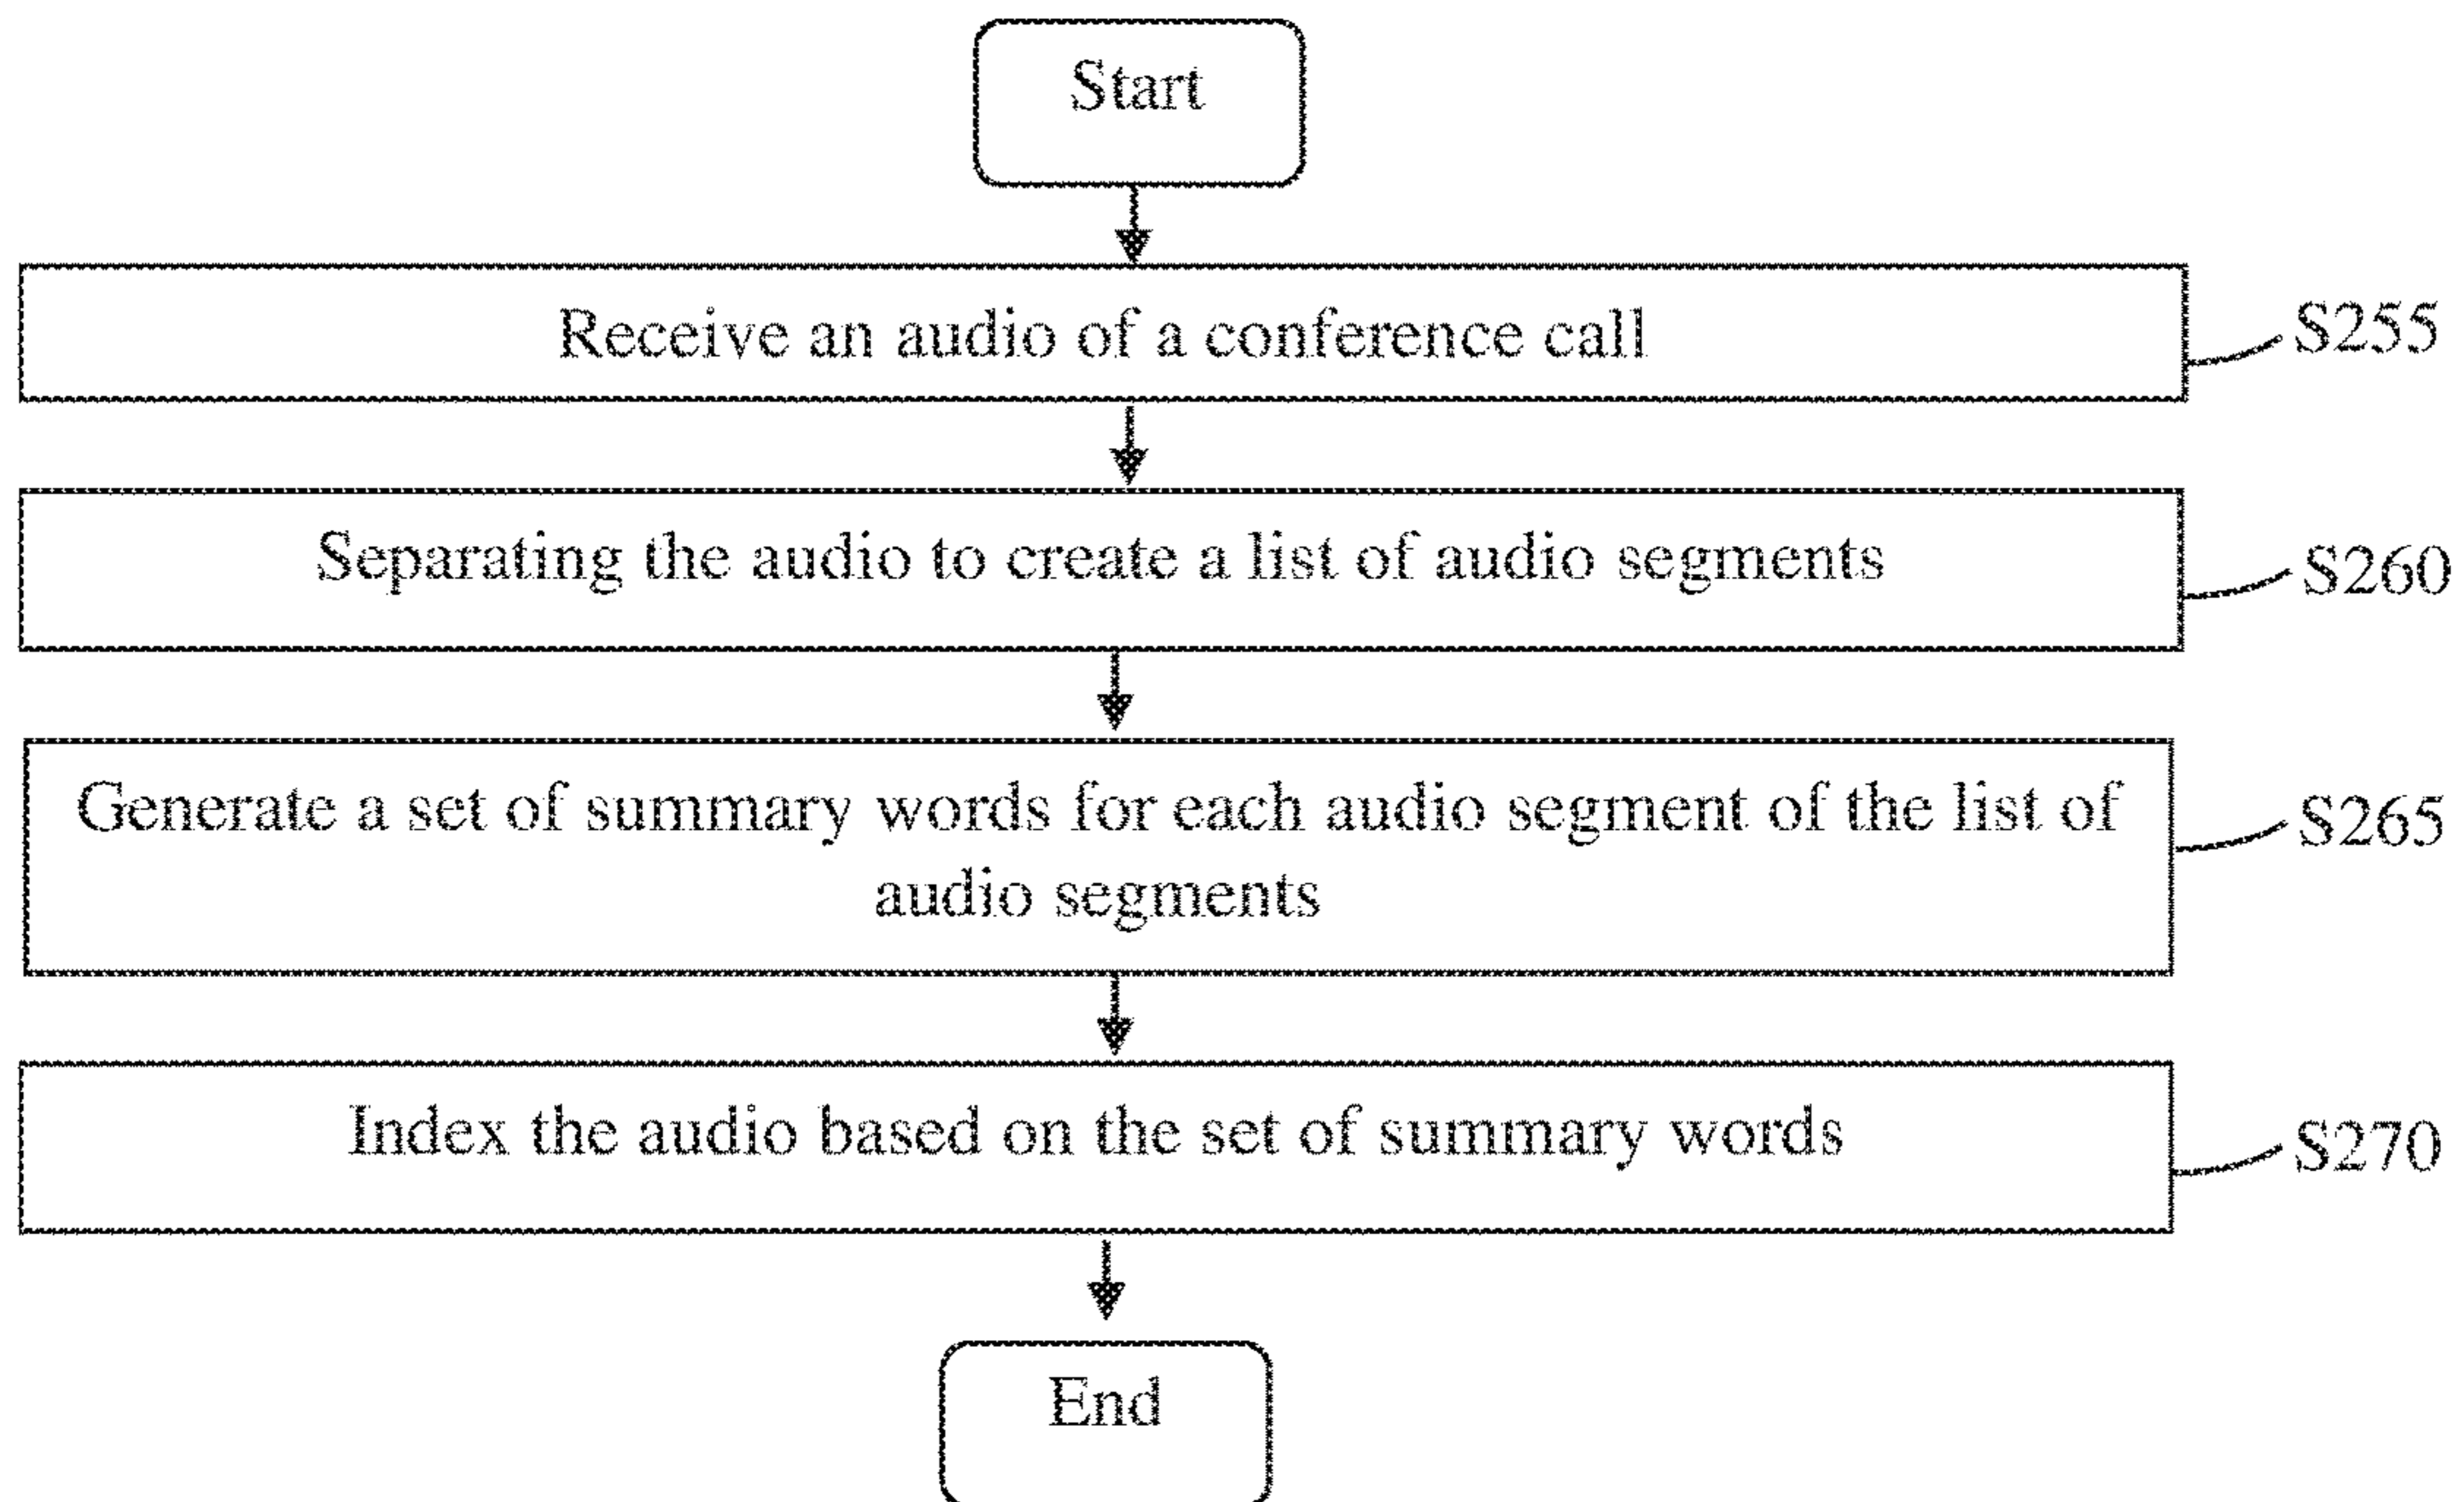 Start
Receive an audio of a conference call
S255
Separating the audio to create a list of audio segments
S260
Generate a set of summary words for each audio segment of the list of
audio segments
S265
Index the audio based on the set of summary words
S270
End